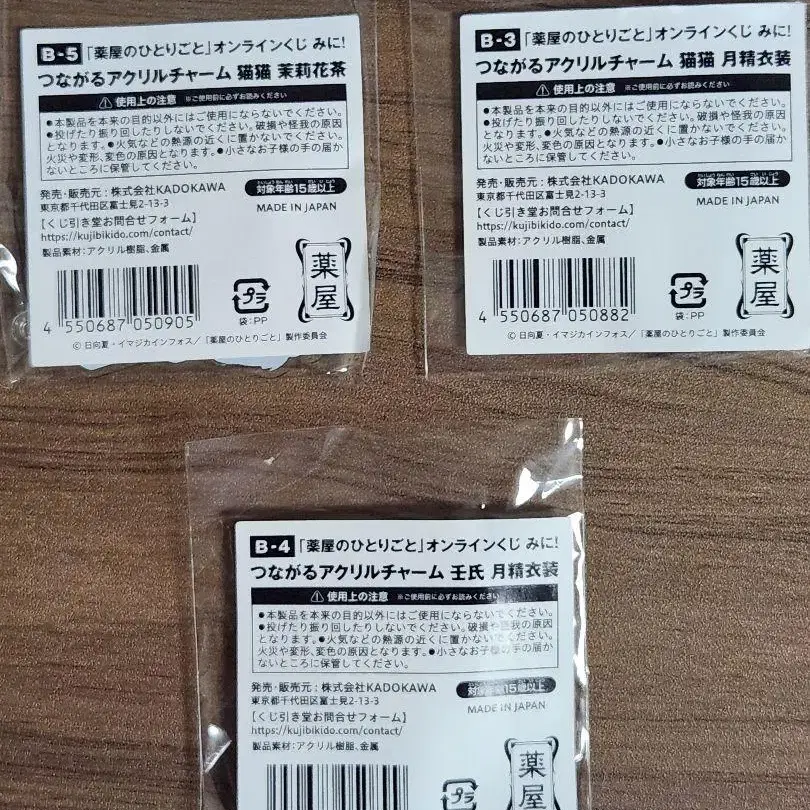 B-5 「薬屋のひとりごと」オンラインくじ みに!
つながるアクリルチャーム 猫猫 茉莉花茶
⚠ 使用上の注意 ※ご使用前に必ずお読みください
●本製品を本来の目的以外にはご使用にならないでください。
●投げたり振り回したりしないでください。破損や怪我の原因
となります。●火気などの熱源の近くに置かないでください。
火災や変形、変色の原因となります。●小さなお子様の手の届か
ないところに保管してください。
発売・販売元:株式会社KADOKAWA
東京都千代田区富士見2-13-3
対象年齢15歳以上
MADE IN JAPAN
【くじ引き堂お問合せフォーム】
https://kujibikido.com/contact/
製品素材:アクリル樹脂、金属
4 550687 050905
プラ
袋:PP
薬屋
© 日向夏・イマジカインフォス/「薬屋のひとりごと」製作委員会
B-3 「薬屋のひとりごと」オンラインくじ みに!
つながるアクリルチャーム 猫猫 月精衣装
⚠ 使用上の注意 ※ご使用前に必ずお読みください
●本製品を本来の目的以外にはご使用にならないでください。
●投げたり振り回したりしないでください。破損や怪我の原因
となります。●火気などの熱源の近くに置かないでください。
火災や変形、変色の原因となります。●小さなお子様の手の届か
ないところに保管してください。
発売・販売元:株式会社KADOKAWA
東京都千代田区富士見2-13-3
対象年齢15歳以上
MADE IN JAPAN
【くじ引き堂お問合せフォーム】
https://kujibikido.com/contact/
製品素材:アクリル樹脂、金属
4 550687 050882
プラ
袋:PP
薬屋
© 日向夏・イマジカインフォス/「薬屋のひとりごと」製作委員会
B-4 「薬屋のひとりごと」オンラインくじ みに!
つながるアクリルチャーム 壬氏 月精衣装
⚠ 使用上の注意 ※ご使用前に必ずお読みください
●本製品を本来の目的以外にはご使用にならないでください。
●投げたり振り回したりしないでください。破損や怪我の原因
となります。●火気などの熱源の近くに置かないでください。
火災や変形、変色の原因となります。●小さなお子様の手の届か
ないところに保管してください。
発売・販売元:株式会社KADOKAWA
東京都千代田区富士見2-13-3
対象年齢15歳以上
MADE IN JAPAN
【くじ引き堂お問合せフォーム】
https://kujibikido.com/contact/
製品素材:アクリル樹脂、金属
プラ
薬屋